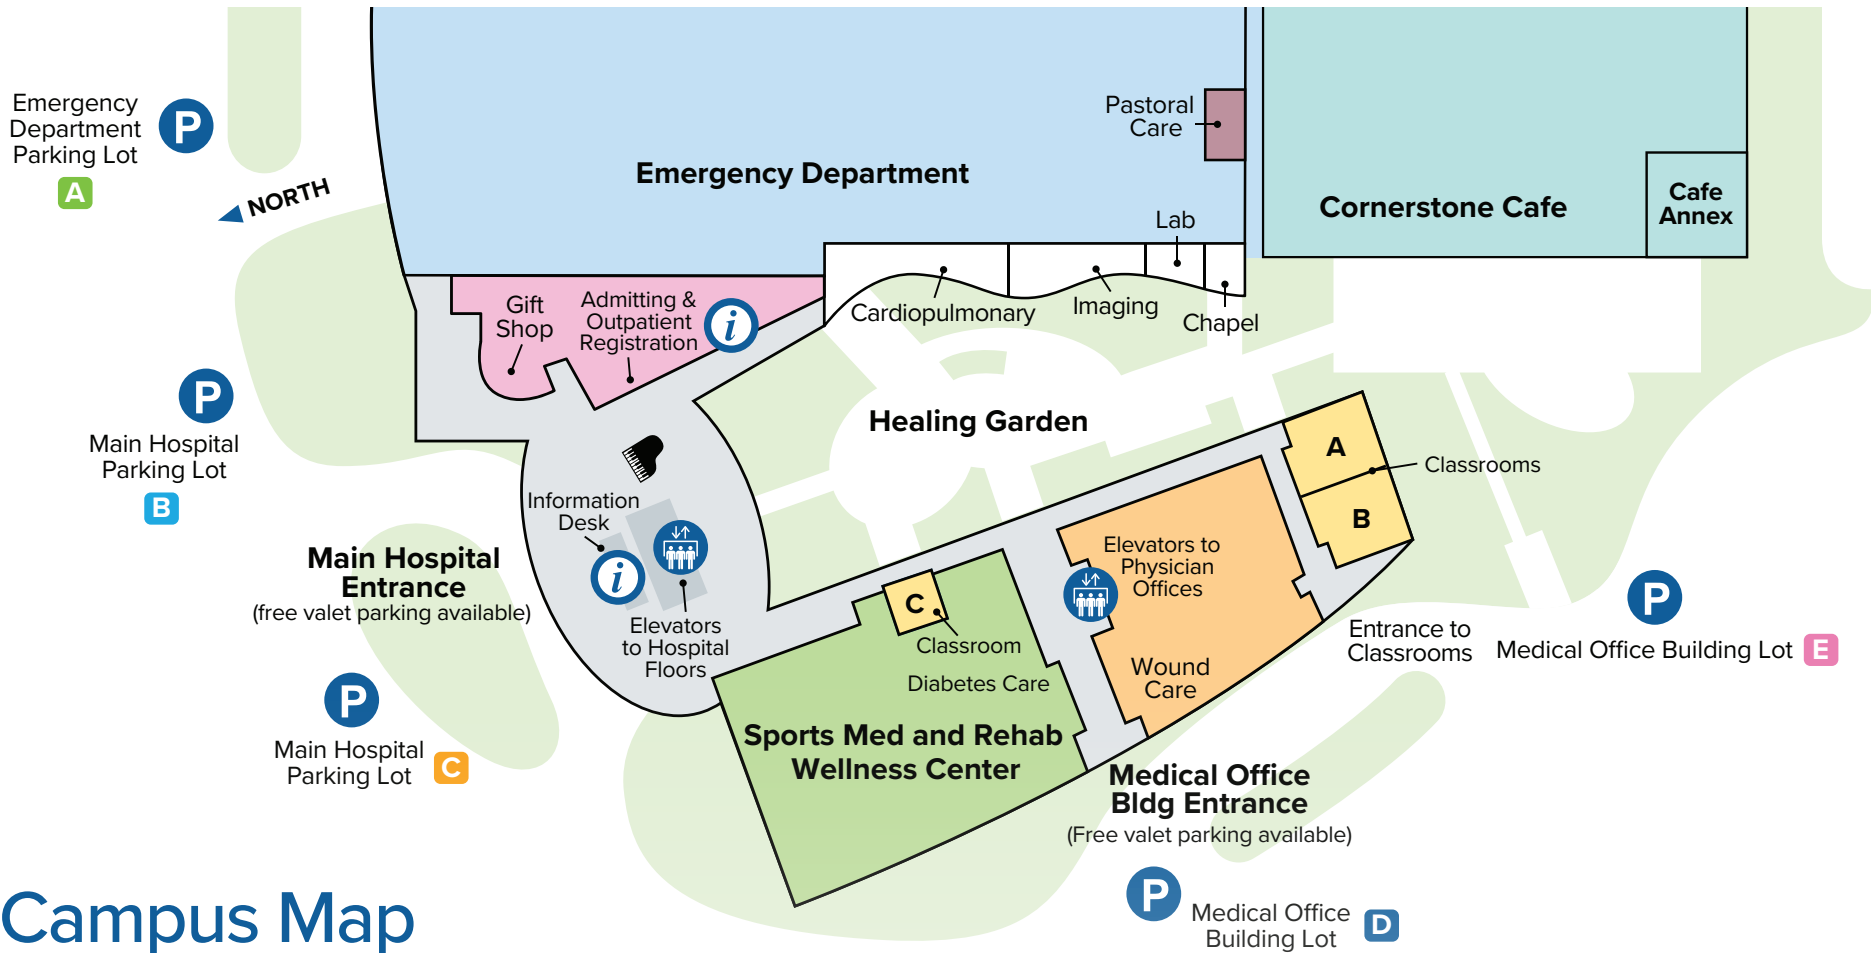 Emergency
Department
Parking Lot
P
A
NORTH
Emergency Department
Pastoral
Care
Lab
Cornerstone Cafe
Cafe
Annex
Gift
Shop
Admitting &
Outpatient
Registration
i
Cardiopulmonary
Imaging
Chapel
P
Main Hospital
Parking Lot
B
Healing Garden
A
Classrooms
B
Information
Desk
i
Main Hospital
Entrance
(free valet parking available)
Elevators
to Hospital
Floors
Elevators to
Physician
Offices
C
Classroom
Diabetes Care
Wound
Care
Entrance to
Classrooms
P
Medical Office Building Lot
E
P
Main Hospital
Parking Lot
C
Sports Med and Rehab
Wellness Center
Medical Office
Bldg Entrance
(Free valet parking available)
P
Medical Office
Building Lot
D
Campus Map